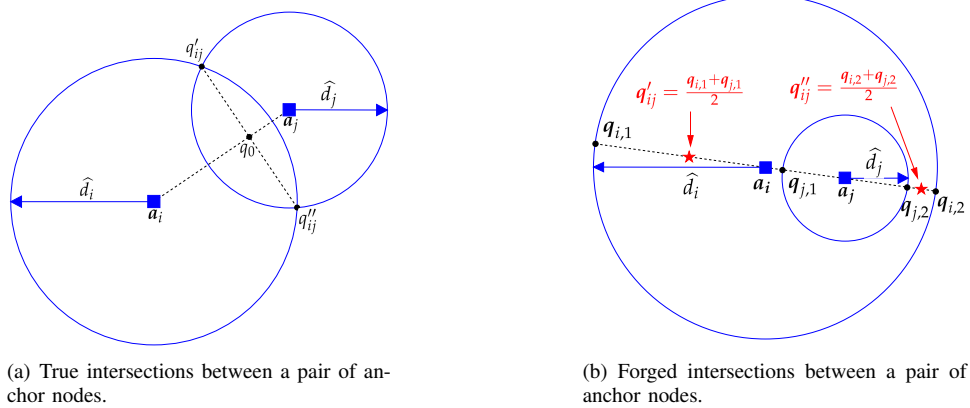 q′ij
d̂j
aj
q0
d̂i
ai
q″ij
(a) True intersections between a pair of an-
chor nodes.
q′ij = (qi,1+qj,1)/2
q″ij = (qi,2+qj,2)/2
qi,1
d̂i
ai
qj,1
d̂j
aj
qj,2
qi,2
(b) Forged intersections between a pair of
anchor nodes.